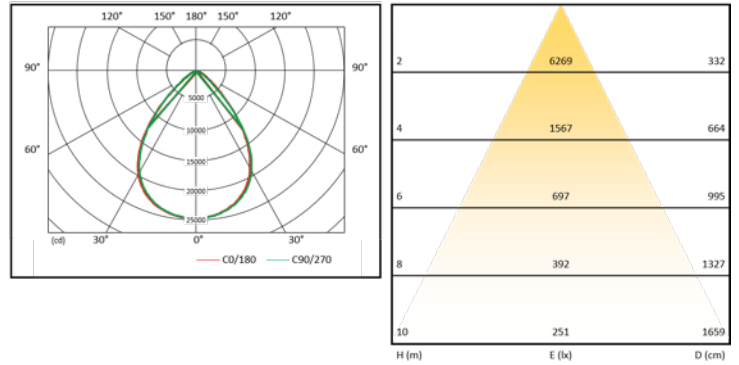 120° 150° 180° 150° 120°
90° 90°
5000
10000
60° 60°
15000
20000
25000
(cd) 30° 0° 30°
C0/180 C90/270
2 6269 332
4 1567 664
6 697 995
8 392 1327
10 251 1659
H (m) E (lx) D (cm)